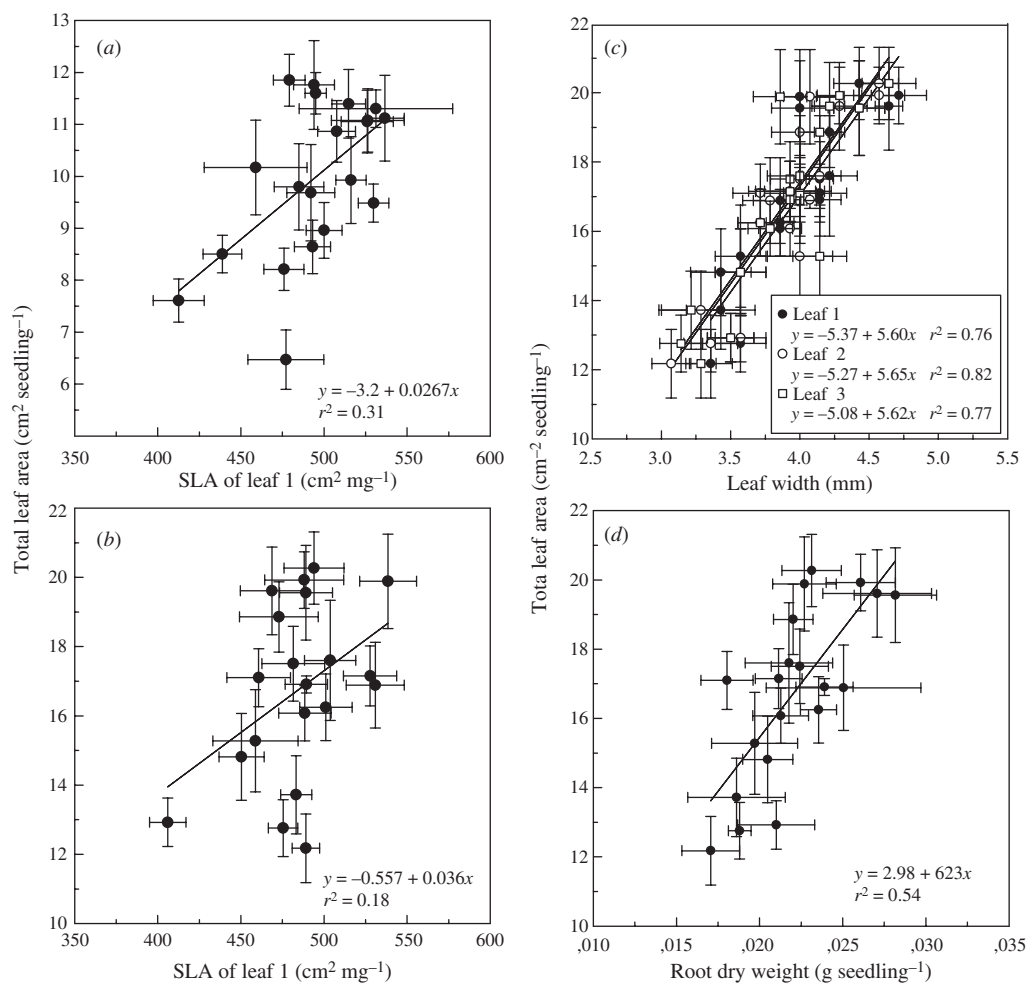 13
12
11
10
9
8
7
6
(a)
y = –3.2 + 0.0267x
r² = 0.31
350 400 450 500 550 600
SLA of leaf 1 (cm² mg⁻¹)
Total leaf area (cm² seedling⁻¹)
22
20
18
16
14
12
10
(c)
Leaf 1
y = –5.37 + 5.60x r² = 0.76
Leaf 2
y = –5.27 + 5.65x r² = 0.82
Leaf 3
y = –5.08 + 5.62x r² = 0.77
2.5 3.0 3.5 4.0 4.5 5.0 5.5
Leaf width (mm)
Tota leaf area (cm⁻² seedling⁻¹)
22
20
18
16
14
12
10
(b)
y = –0.557 + 0.036x
r² = 0.18
350 400 450 500 550 600
SLA of leaf 1 (cm² mg⁻¹)
22
20
18
16
14
12
10
(d)
y = 2.98 + 623x
r² = 0.54
,010 ,015 ,020 ,025 ,030 ,035
Root dry weight (g seedling⁻¹)